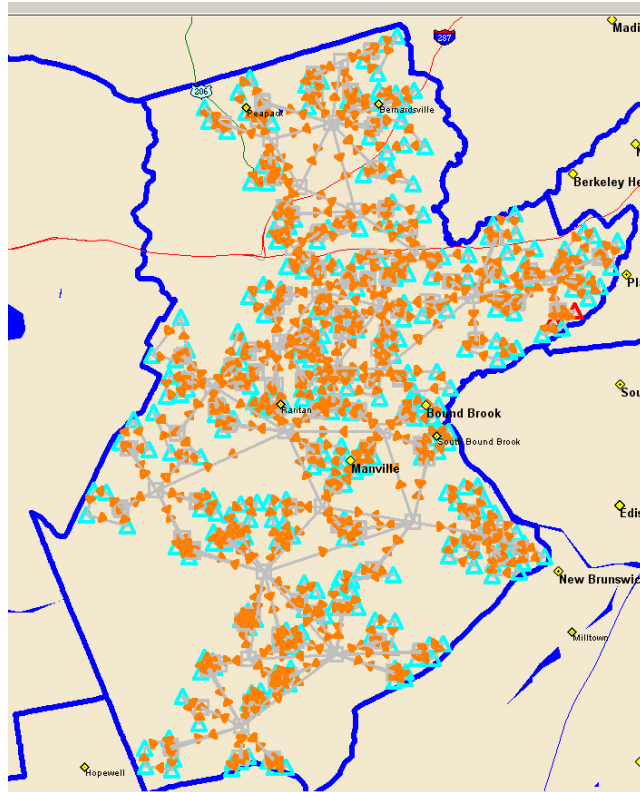 Madi
287
206
Peapack
Bernardsville
Berkeley He
Pla
Sou
Raritan
Bound Brook
South Bound Brook
Manville
Edis
New Brunswic
Milltown
Hopewell